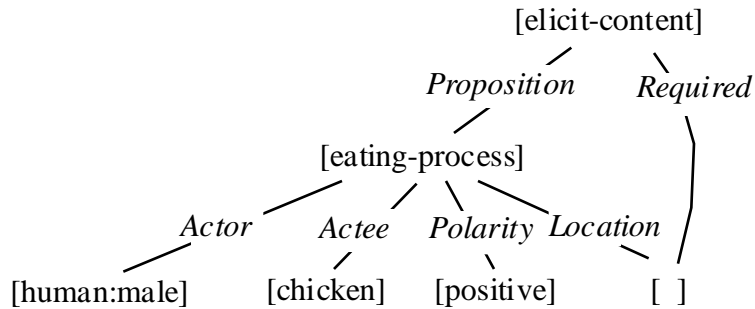 [elicit-content]
Proposition Required
[eating-process]
Actor Actee Polarity Location
[human:male] [chicken] [positive] [ ]